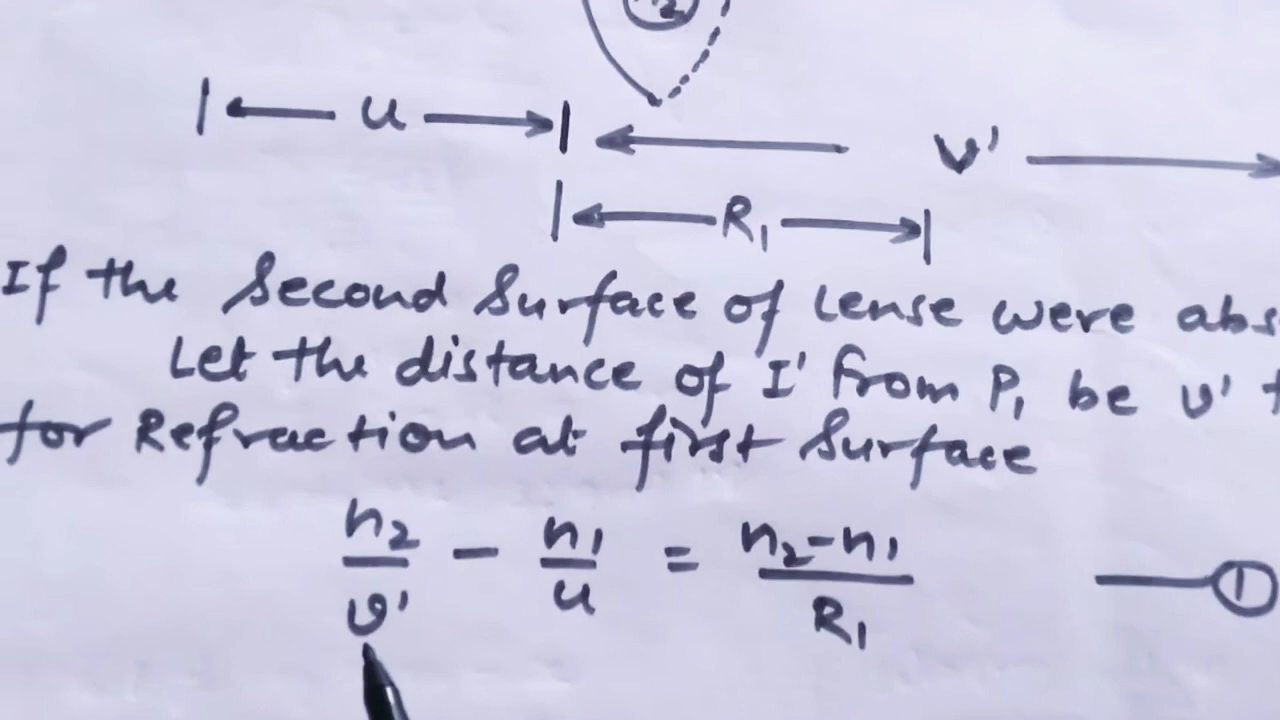 n2
u v'
R1
If the Second Surface of lense were
Let the distance of I' from P1 be v'
for Refraction at first Surface
n2/v' - n1/u = n2-n1/R1 1